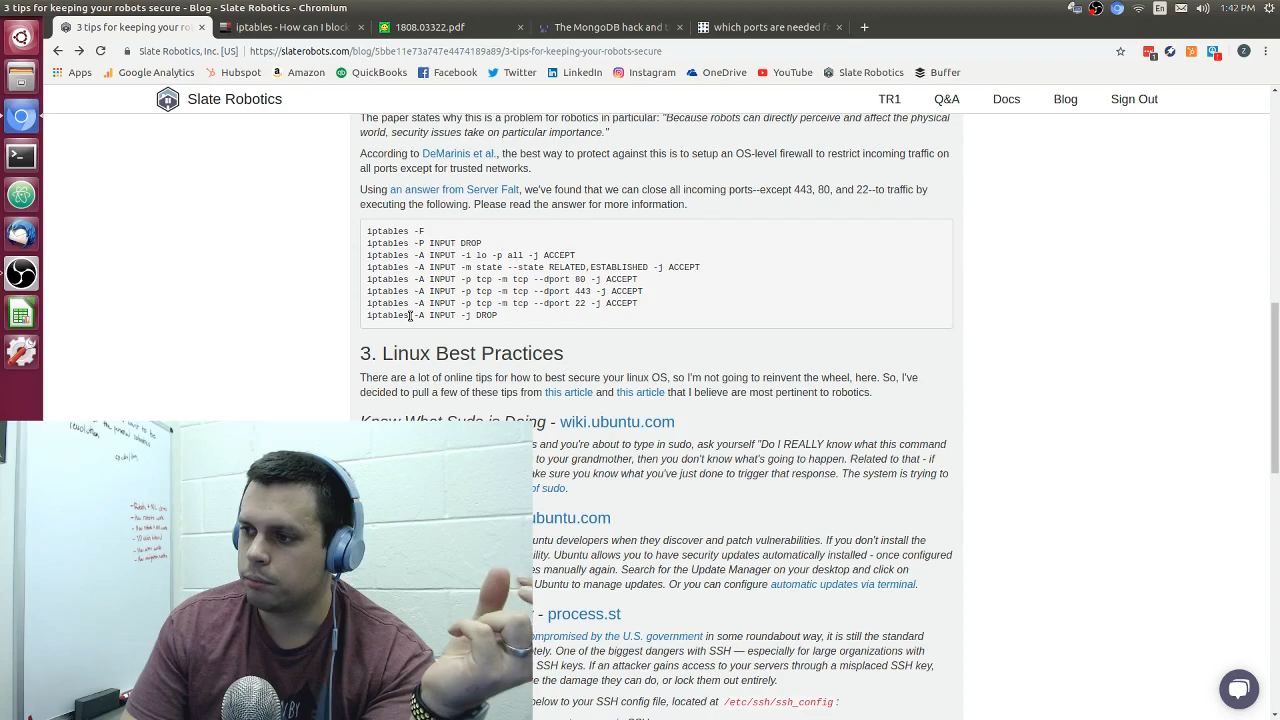 3 tips for keeping your robots secure - Blog - Slate Robotics - Chromium
En
1:42 PM
3 tips for keeping your rob
iptables - How can I block
1808.03322.pdf
The MongoDB hack and t
which ports are needed f
Slate Robotics, Inc. [US]
https://slaterobots.com/blog/5bbe11e73a747e4474189a89/3-tips-for-keeping-your-robots-secure
Apps
Google Analytics
Hubspot
Amazon
QuickBooks
Facebook
Twitter
LinkedIn
Instagram
OneDrive
YouTube
Slate Robotics
Buffer
Slate Robotics
TR1
Q&A
Docs
Blog
Sign Out
The paper states why this is a problem for robotics in particular: "Because robots can directly perceive and affect the physical
world, security issues take on particular importance."
According to DeMarinis et al., the best way to protect against this is to setup an OS-level firewall to restrict incoming traffic on
all ports except for trusted networks.
Using an answer from Server Falt, we've found that we can close all incoming ports--except 443, 80, and 22--to traffic by
executing the following. Please read the answer for more information.
iptables -F
iptables -P INPUT DROP
iptables -A INPUT -i lo -p all -j ACCEPT
iptables -A INPUT -m state --state RELATED,ESTABLISHED -j ACCEPT
iptables -A INPUT -p tcp -m tcp --dport 80 -j ACCEPT
iptables -A INPUT -p tcp -m tcp --dport 443 -j ACCEPT
iptables -A INPUT -p tcp -m tcp --dport 22 -j ACCEPT
iptables -A INPUT -j DROP
3. Linux Best Practices
There are a lot of online tips for how to best secure your linux OS, so I'm not going to reinvent the wheel, here. So, I've
decided to pull a few of these tips from this article and this article that I believe are most pertinent to robotics.
Know What Sudo is Doing - wiki.ubuntu.com
s and you're about to type in sudo, ask yourself "Do I REALLY know what this command
to your grandmother, then you don't know what's going to happen. Related to that - if
ake sure you know what you've just done to trigger that response. The system is trying to
of sudo.
ubuntu.com
untu developers when they discover and patch vulnerabilities. If you don't install the
bility. Ubuntu allows you to have security updates automatically installed - once configured
es manually again. Search for the Update Manager on your desktop and click on
Ubuntu to manage updates. Or you can configure automatic updates via terminal.
- process.st
ompromised by the U.S. government in some roundabout way, it is still the standard
otely. One of the biggest dangers with SSH — especially for large organizations with
SSH keys. If an attacker gains access to your servers through a misplaced SSH key,
e the damage they can do, or lock them out entirely.
below to your SSH config file, located at /etc/ssh/ssh_config:
revolution